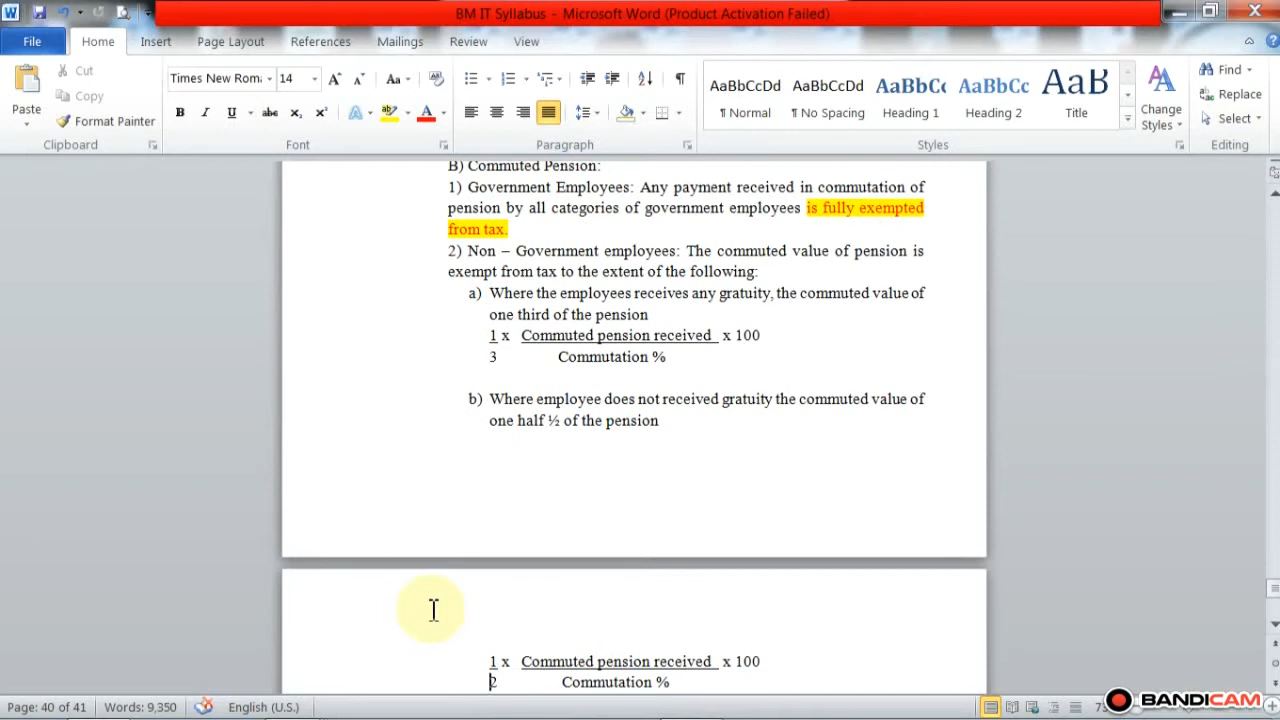 BM IT Syllabus - Microsoft Word (Product Activation Failed)
File Home Insert Page Layout References Mailings Review View
Paste
Cut
Copy
Format Painter
Clipboard
Times New Roma 14
Font
Paragraph
AaBbCcDd AaBbCcDd AaBbCc AaBbCc AaB
¶ Normal ¶ No Spacing Heading 1 Heading 2 Title
Change Styles
Styles
Find
Replace
Select
Editing
B) Commuted Pension:
1) Government Employees: Any payment received in commutation of
pension by all categories of government employees is fully exempted
from tax.
2) Non – Government employees: The commuted value of pension is
exempt from tax to the extent of the following:
a) Where the employees receives any gratuity, the commuted value of
one third of the pension
1 x Commuted pension received x 100
3 Commutation %
b) Where employee does not received gratuity the commuted value of
one half ½ of the pension
1 x Commuted pension received x 100
2 Commutation %
Page: 40 of 41 Words: 9,350 English (U.S.)
BANDICAM